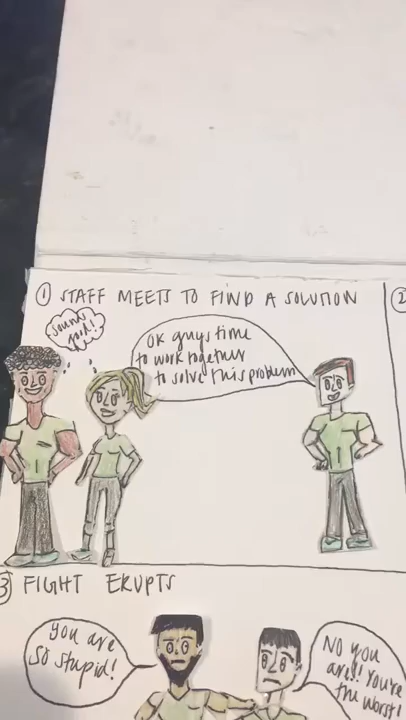 ① STAFF MEETS TO FIND A SOLUTION
②
Sounds
good!
OK guys time
to work together
to solve this problem
③ FIGHT ERUPTS
you are
so stupid!
No you
are!! You're
the worst!